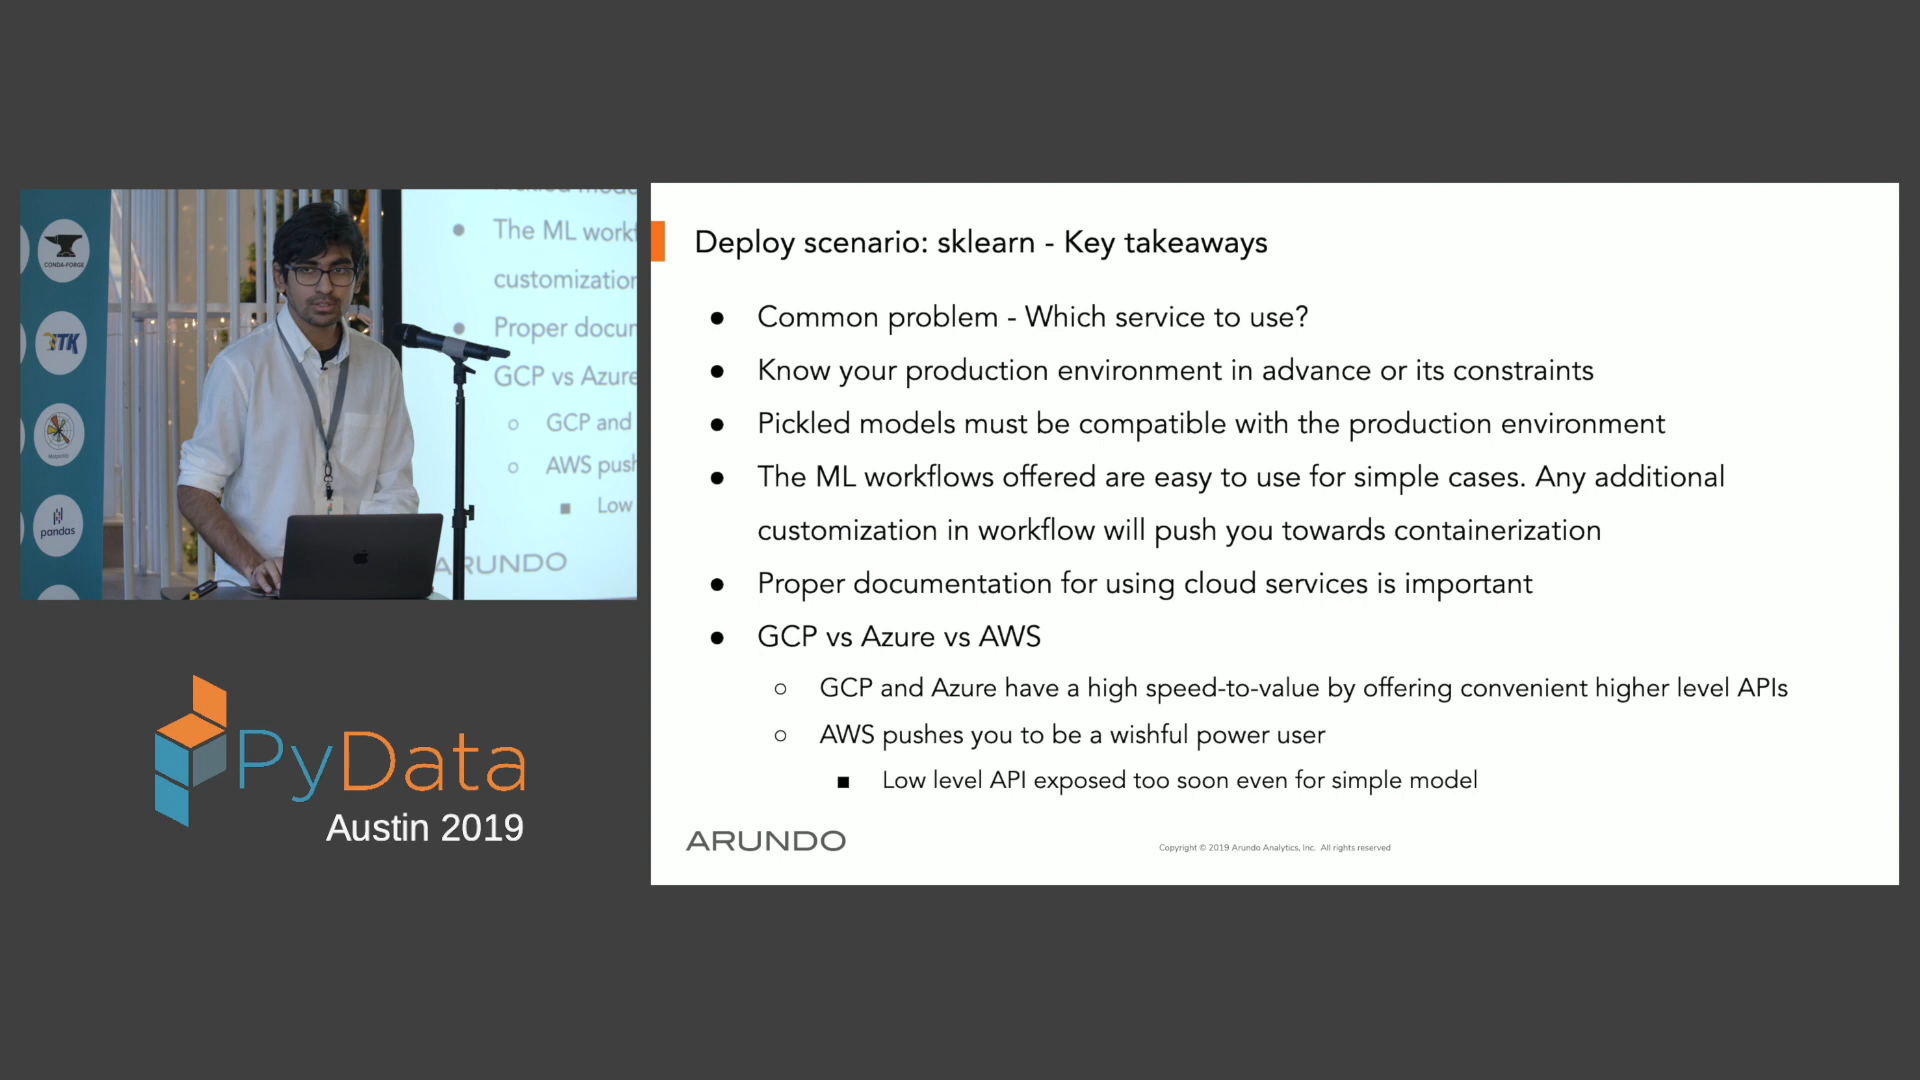 CONDA-FORGE
ITK
matplotlib
pandas
The ML work
customization
Proper docum
GCP vs Azure
GCP and
AWS push
Low
ARUNDO
PyData
Austin 2019
Deploy scenario: sklearn - Key takeaways
● Common problem - Which service to use?
● Know your production environment in advance or its constraints
● Pickled models must be compatible with the production environment
● The ML workflows offered are easy to use for simple cases. Any additional
customization in workflow will push you towards containerization
● Proper documentation for using cloud services is important
● GCP vs Azure vs AWS
○ GCP and Azure have a high speed-to-value by offering convenient higher level APIs
○ AWS pushes you to be a wishful power user
■ Low level API exposed too soon even for simple model
ARUNDO
Copyright © 2019 Arundo Analytics, Inc. All rights reserved